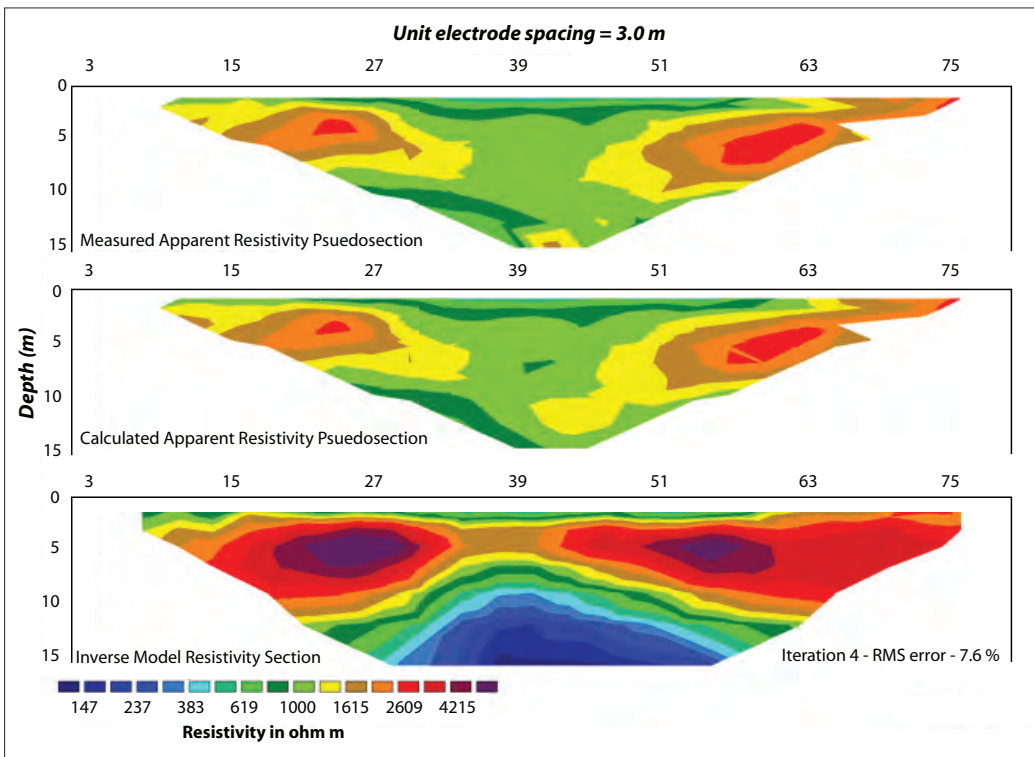 Unit electrode spacing = 3.0 m
3 15 27 39 51 63 75
0
5
10
15
Measured Apparent Resistivity Psuedosection
3 15 27 39 51 63 75
0
5
10
15
Depth (m)
Calculated Apparent Resistivity Psuedosection
3 15 27 39 51 63 75
0
5
10
15
Inverse Model Resistivity Section
Iteration 4 - RMS error - 7.6 %
147 237 383 619 1000 1615 2609 4215
Resistivity in ohm m